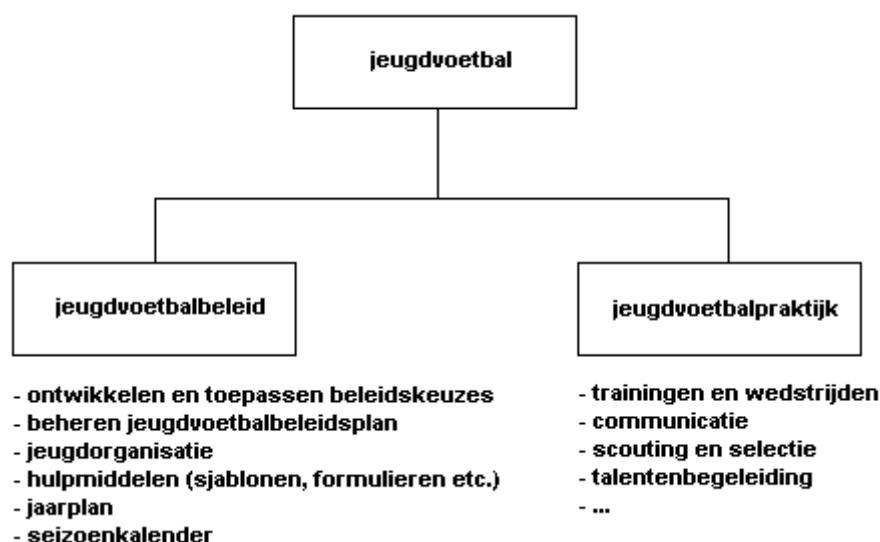 jeugdvoetbal
jeugdvoetbalbeleid
jeugdvoetbalpraktijk
- ontwikkelen en toepassen beleidskeuzes
- beheren jeugdvoetbalbeleidsplan
- jeugdorganisatie
- hulpmiddelen (sjablonen, formulieren etc.)
- jaarplan
- seizoenkalender
- trainingen en wedstrijden
- communicatie
- scouting en selectie
- talentenbegeleiding
- ...